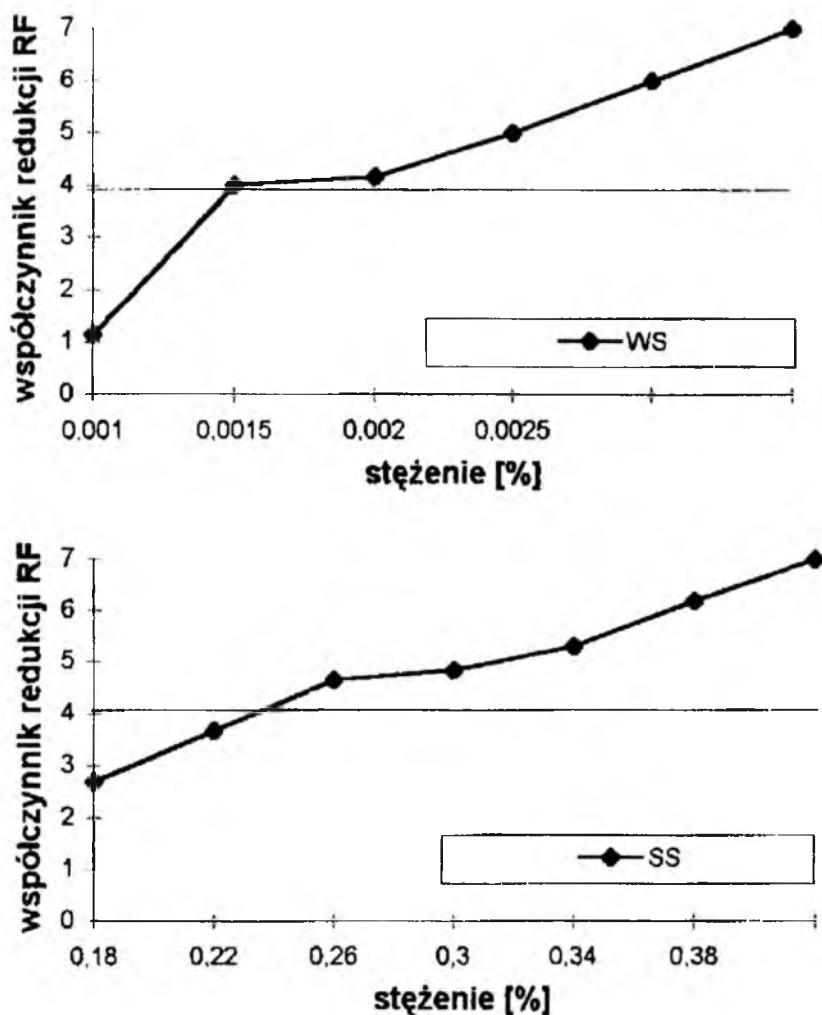 współczynnik redukcji RF
7
6
5
4
3
2
1
0
WS
0.001 0.0015 0.002 0.0025
stężenie [%]
współczynnik redukcji RF
7
6
5
4
3
2
1
0
SS
0,18 0,22 0,26 0,3 0,34 0,38
stężenie [%]